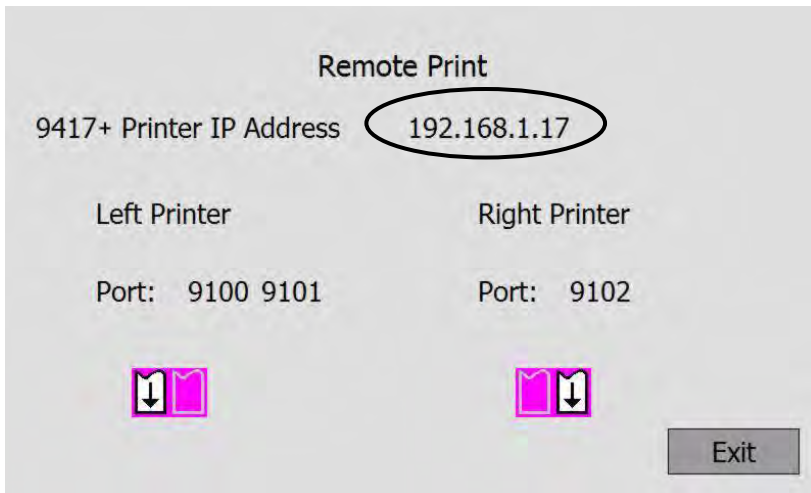 Remote Print
9417+ Printer IP Address 192.168.1.17
Left Printer Right Printer
Port: 9100 9101 Port: 9102
Exit